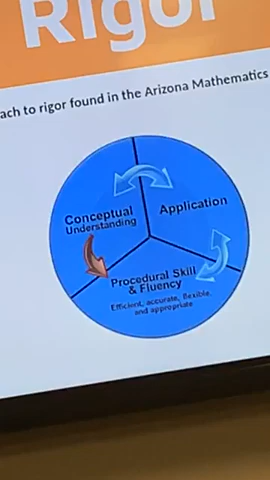 Rigor
ach to rigor found in the Arizona Mathematics
Conceptual
Understanding
Application
Procedural Skill
& Fluency
Efficient, accurate, flexible,
and appropriate